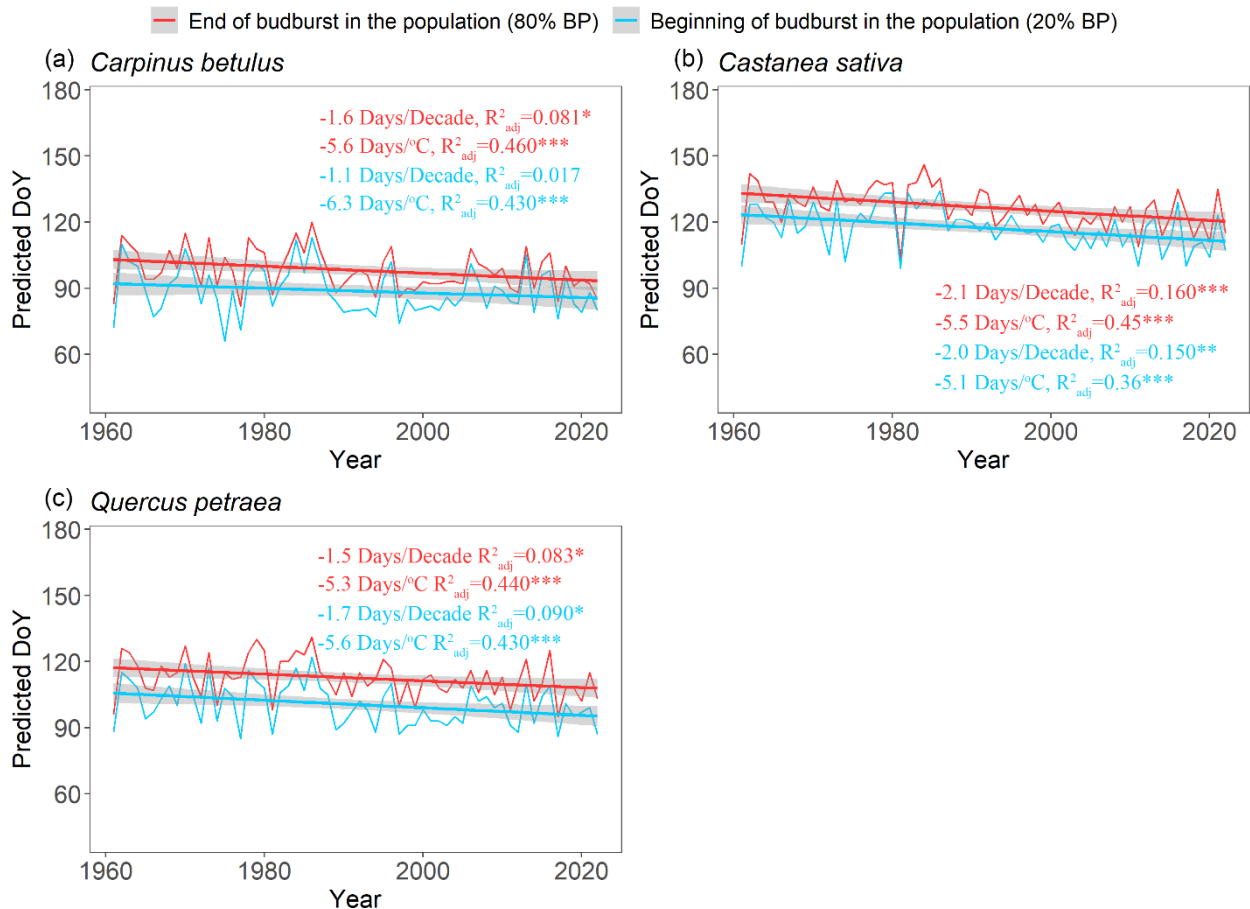 End of budburst in the population (80% BP) Beginning of budburst in the population (20% BP)
(a) Carpinus betulus
180
150
120
90
60
Predicted DoY
-1.6 Days/Decade, R²adj=0.081*
-5.6 Days/°C, R²adj=0.460***
-1.1 Days/Decade, R²adj=0.017
-6.3 Days/°C, R²adj=0.430***
1960 1980 2000 2020
Year
(b) Castanea sativa
180
150
120
90
60
Predicted DoY
-2.1 Days/Decade, R²adj=0.160***
-5.5 Days/°C, R²adj=0.45***
-2.0 Days/Decade, R²adj=0.150**
-5.1 Days/°C, R²adj=0.36***
1960 1980 2000 2020
Year
(c) Quercus petraea
180
150
120
90
60
Predicted DoY
-1.5 Days/Decade R²adj=0.083*
-5.3 Days/°C R²adj=0.440***
-1.7 Days/Decade R²adj=0.090*
-5.6 Days/°C R²adj=0.430***
1960 1980 2000 2020
Year